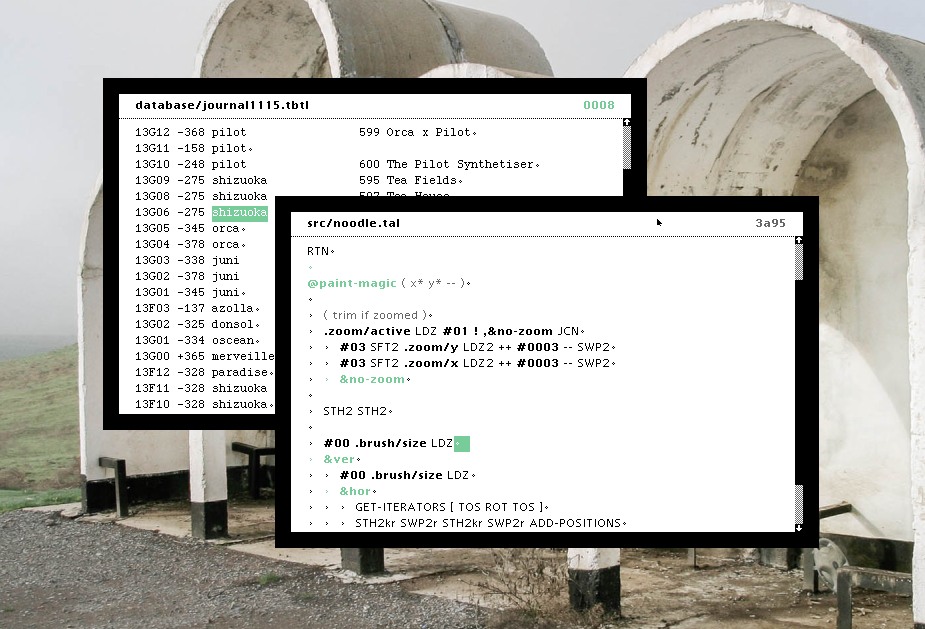 database/journal1115.tbtl 0008
13G12 -368 pilot 599 Orca x Pilot
13G11 -158 pilot
13G10 -248 pilot 600 The Pilot Synthetiser
13G09 -275 shizuoka 595 Tea Fields
13G08 -275 shizuoka
13G06 -275 shizuoka
13G05 -345 orca
13G04 -378 orca
13G03 -338 juni
13G02 -378 juni
13G01 -345 juni
13F03 -137 azolla
13G02 -325 donsol
13G01 -334 oscean
13G00 +365 merveille
13F12 -328 paradise
13F11 -328 shizuoka
13F10 -328 shizuoka
src/noodle.tal 3a95
RTN
@paint-magic ( x* y* -- )
( trim if zoomed )
.zoom/active LDZ #01 ! ,&no-zoom JCN
#03 SFT2 .zoom/y LDZ2 ++ #0003 -- SWP2
#03 SFT2 .zoom/x LDZ2 ++ #0003 -- SWP2
&no-zoom
STH2 STH2
#00 .brush/size LDZ
&ver
#00 .brush/size LDZ
&hor
GET-ITERATORS [ TOS ROT TOS ]
STH2kr SWP2r STH2kr SWP2r ADD-POSITIONS